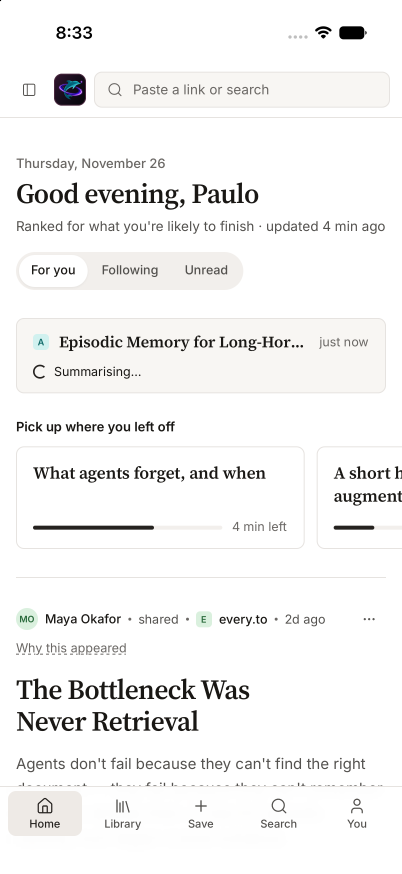 8:33
Paste a link or search
Thursday, November 26
Good evening, Paulo
Ranked for what you're likely to finish · updated 4 min ago
For you Following Unread
A Episodic Memory for Long-Hor... just now
Summarising...
Pick up where you left off
What agents forget, and when
4 min left
A short h
augment
MO Maya Okafor • shared • E every.to • 2d ago
Why this appeared
The Bottleneck Was
Never Retrieval
Agents don't fail because they can't find the right
Home Library Save Search You